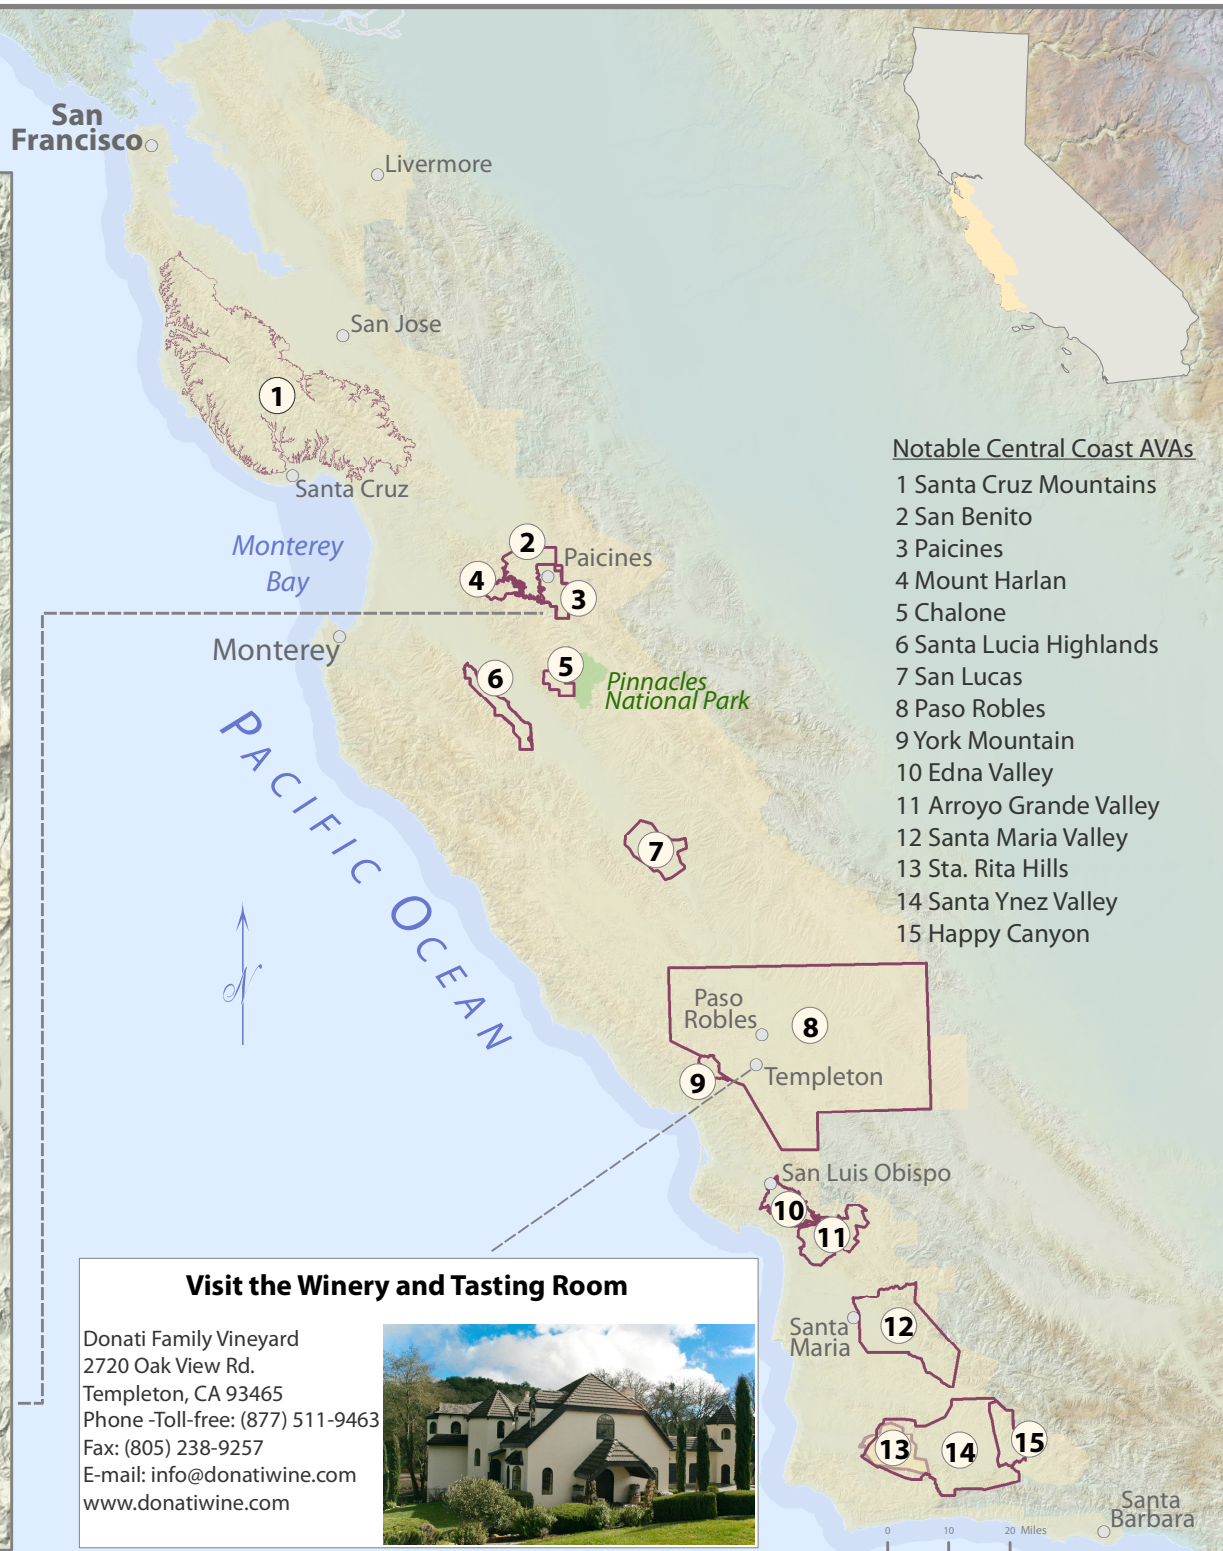 San
Francisco
Livermore
San Jose
1
Santa Cruz
Notable Central Coast AVAs
1 Santa Cruz Mountains
2 San Benito
3 Paicines
4 Mount Harlan
5 Chalone
6 Santa Lucia Highlands
7 San Lucas
8 Paso Robles
9 York Mountain
10 Edna Valley
11 Arroyo Grande Valley
12 Santa Maria Valley
13 Sta. Rita Hills
14 Santa Ynez Valley
15 Happy Canyon
Monterey
Bay
2
Paicines
4
3
Monterey
5
6
Pinnacles
National Park
PACIFIC OCEAN
7
N
Paso
Robles
8
9
Templeton
San Luis Obispo
10
11
Santa
Maria
12
13
14
15
Santa
Barbara
0 10 20 Miles
Visit the Winery and Tasting Room
Donati Family Vineyard
2720 Oak View Rd.
Templeton, CA 93465
Phone -Toll-free: (877) 511-9463
Fax: (805) 238-9257
E-mail: info@donatiwine.com
www.donatiwine.com